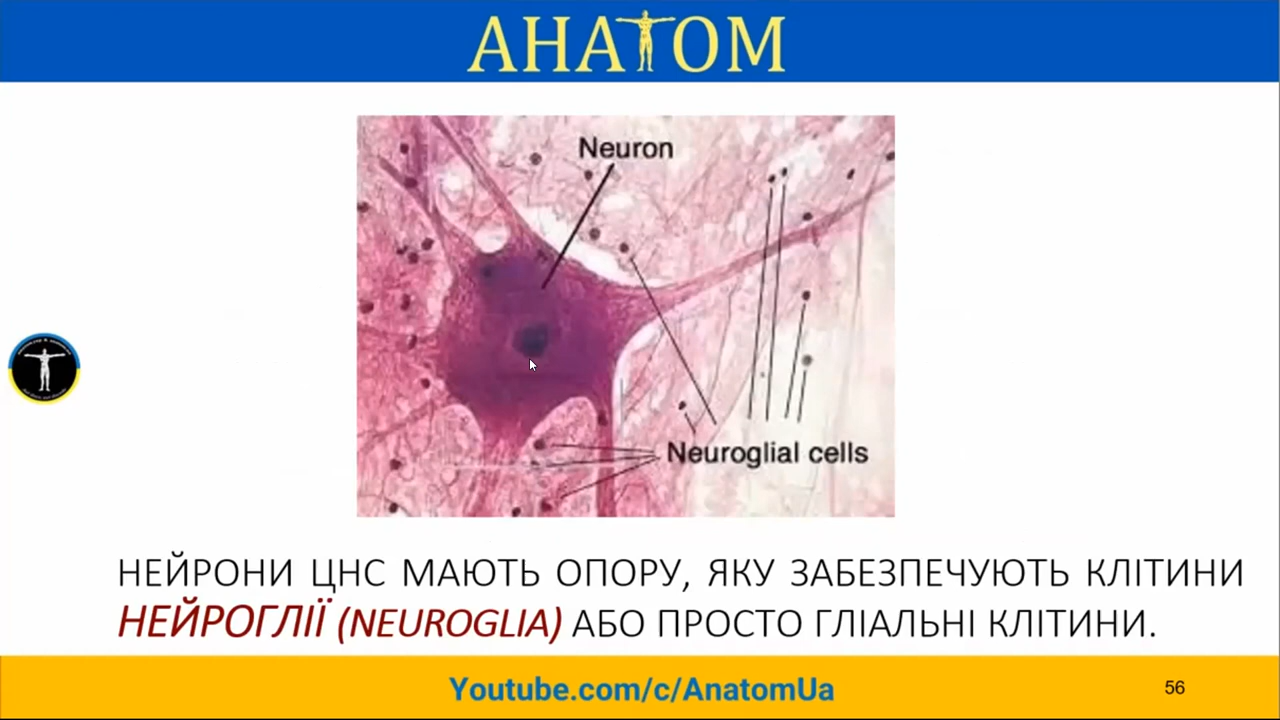 АНАТОМ
Neuron
Neuroglial cells
НЕЙРОНИ ЦНС МАЮТЬ ОПОРУ, ЯКУ ЗАБЕЗПЕЧУЮТЬ КЛІТИНИ
НЕЙРОГЛІЇ (NEUROGLIA) АБО ПРОСТО ГЛІАЛЬНІ КЛІТИНИ.
Youtube.com/c/AnatomUa
56